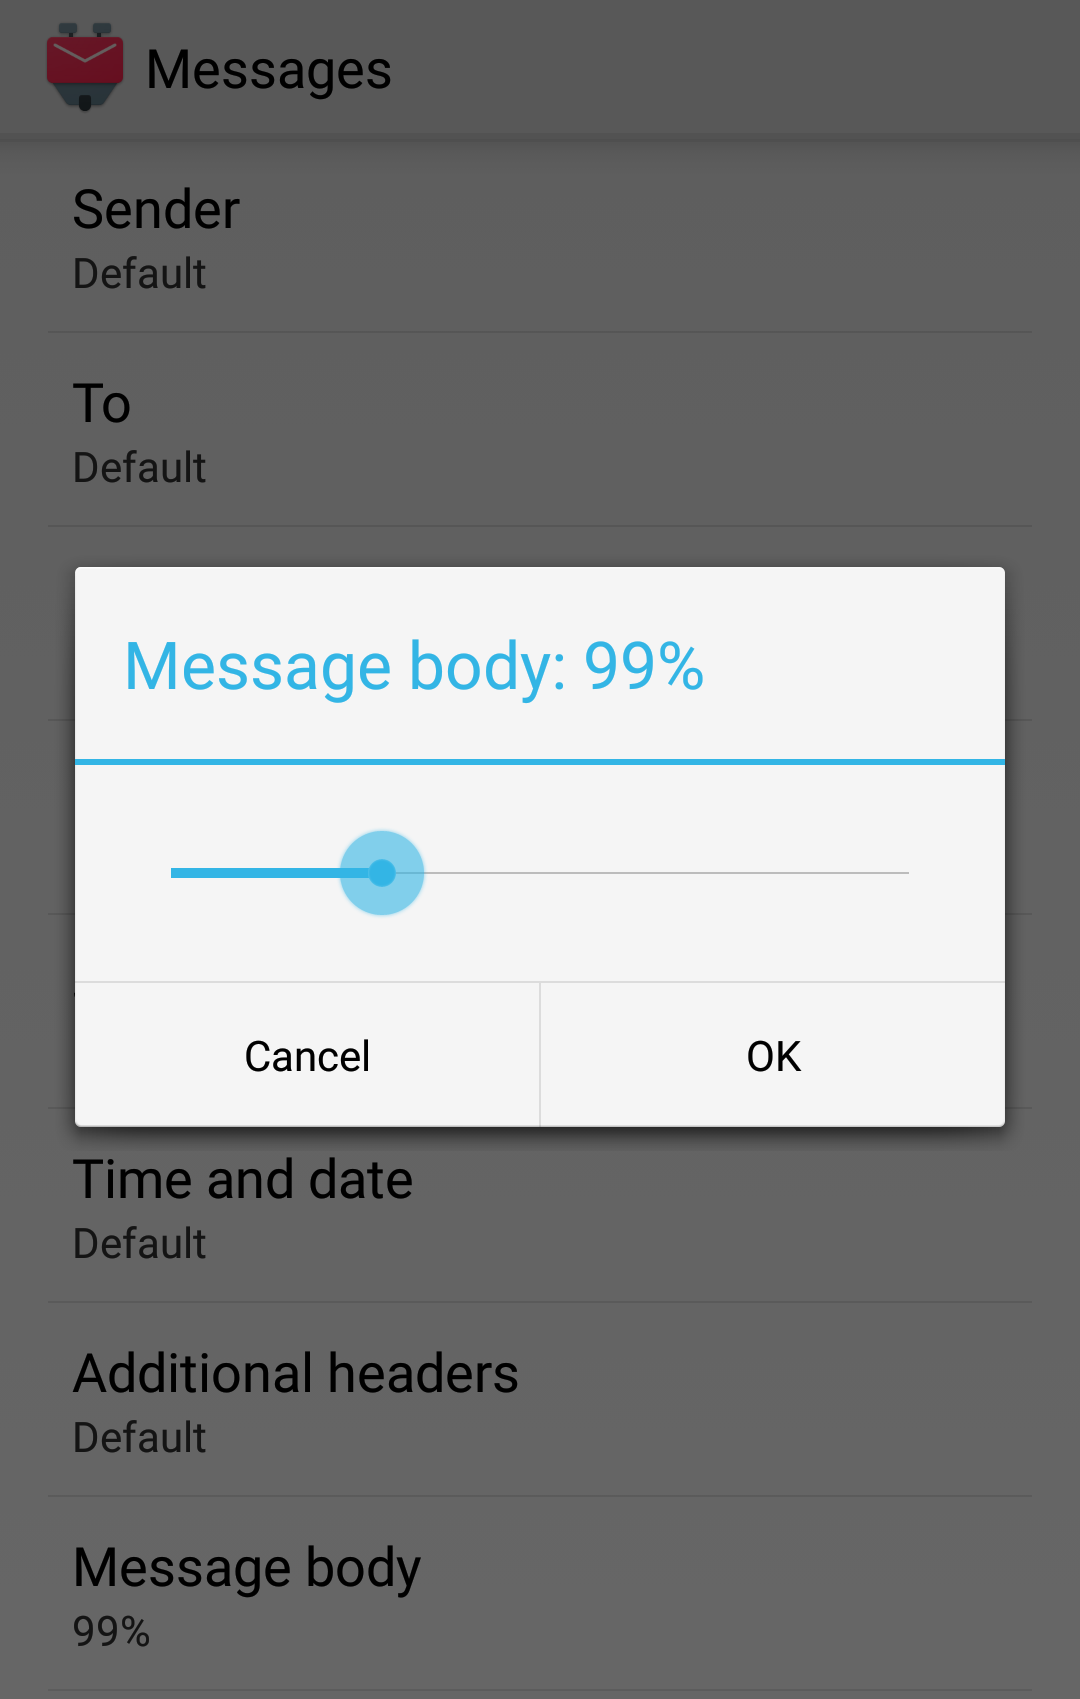 Messages
Sender
Default
To
Default
Message body: 99%
Cancel
OK
Time and date
Default
Additional headers
Default
Message body
99%